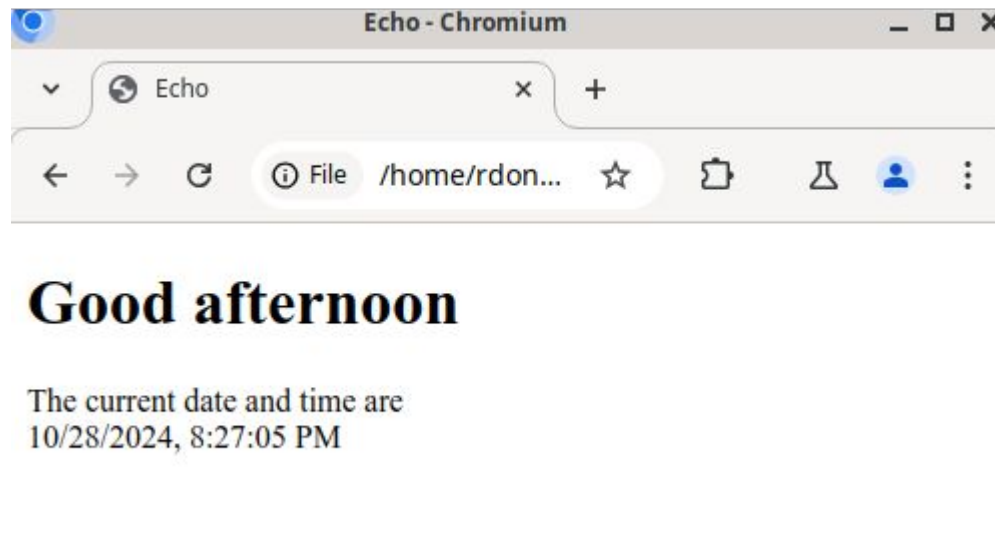 Echo - Chromium
Echo
File /home/rdon...
Good afternoon
The current date and time are
10/28/2024, 8:27:05 PM